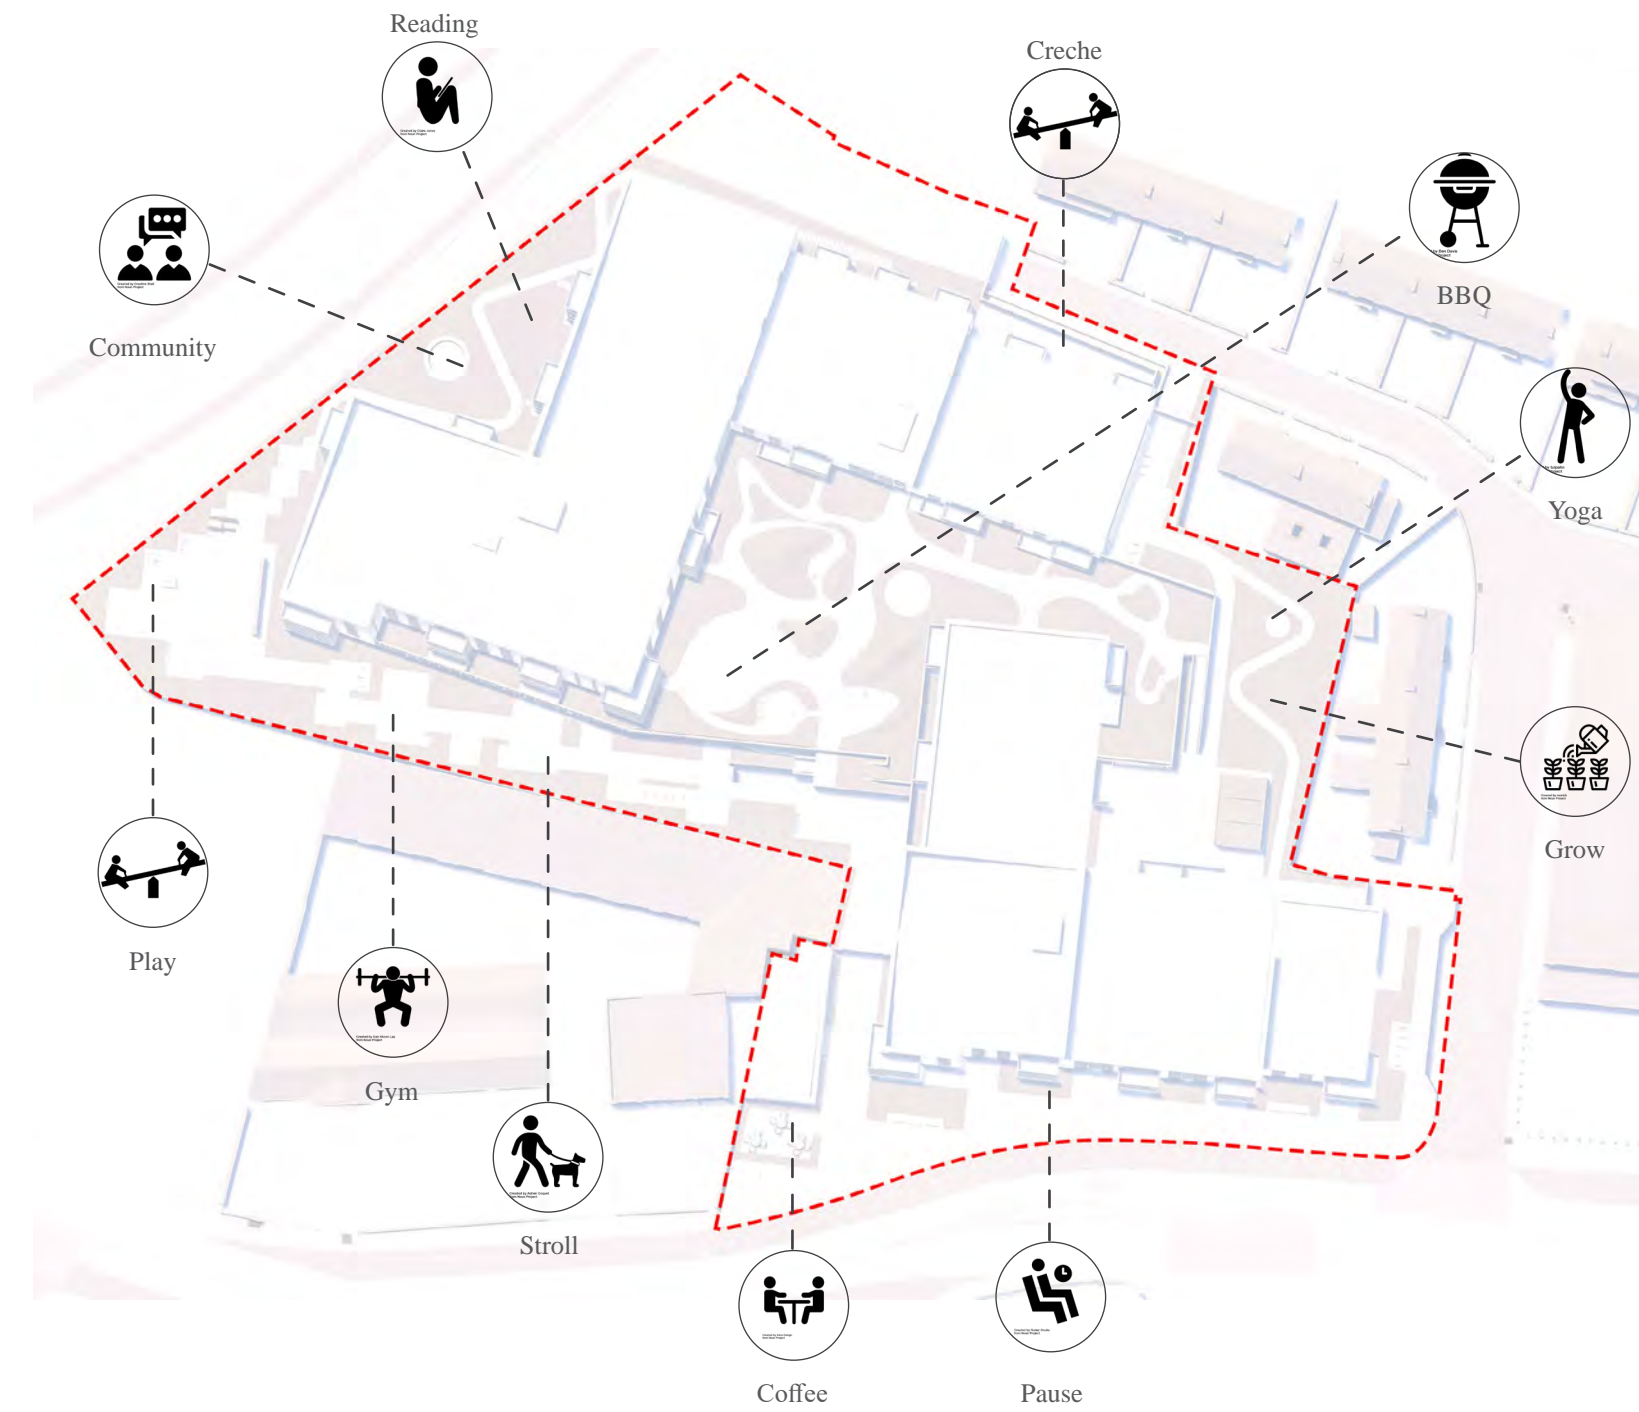 Reading
Creche
BBQ
Community
Yoga
Grow
Play
Gym
Stroll
Coffee
Pause